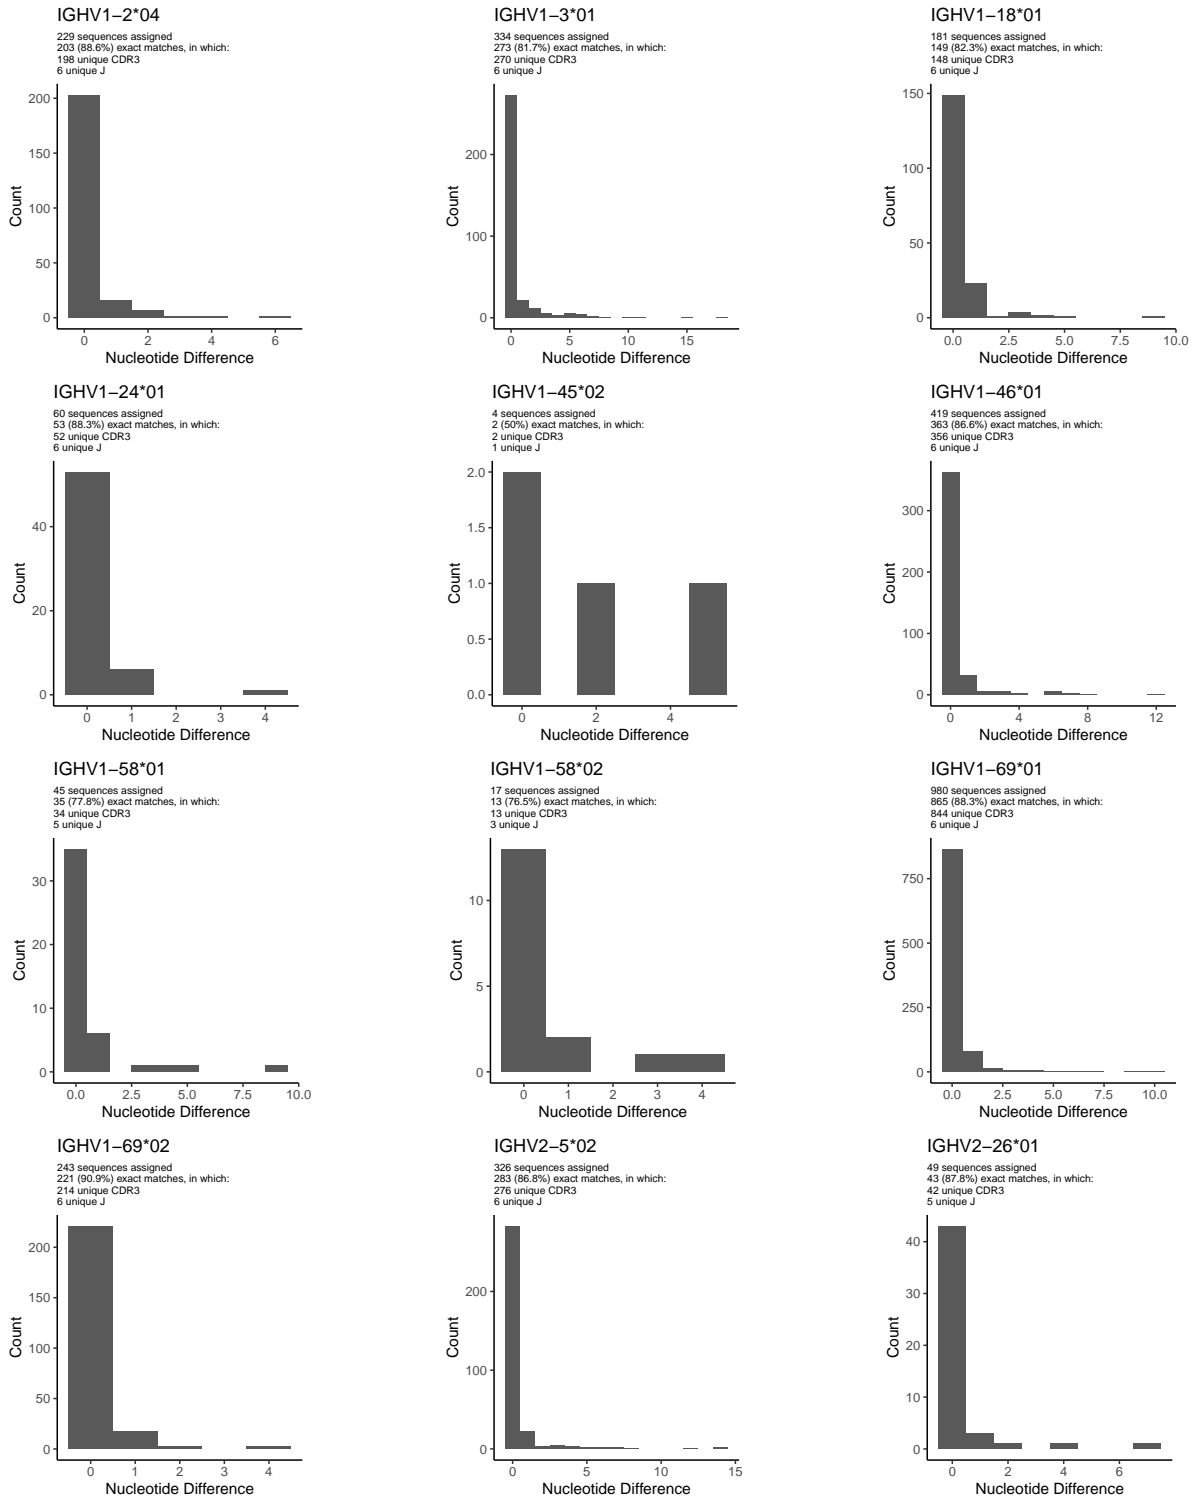 IGHV1−2*04
229 sequences assigned
203 (88.6%) exact matches, in which:
198 unique CDR3
6 unique J
200
150
100
50
0
Count
0 2 4 6
Nucleotide Difference
IGHV1−3*01
334 sequences assigned
273 (81.7%) exact matches, in which:
270 unique CDR3
6 unique J
200
100
0
Count
0 5 10 15
Nucleotide Difference
IGHV1−18*01
181 sequences assigned
149 (82.3%) exact matches, in which:
148 unique CDR3
6 unique J
150
100
50
0
Count
0.0 2.5 5.0 7.5 10.0
Nucleotide Difference
IGHV1−24*01
60 sequences assigned
53 (88.3%) exact matches, in which:
52 unique CDR3
6 unique J
40
20
0
Count
0 1 2 3 4
Nucleotide Difference
IGHV1−45*02
4 sequences assigned
2 (50%) exact matches, in which:
2 unique CDR3
1 unique J
2.0
1.5
1.0
0.5
0.0
Count
0 2 4
Nucleotide Difference
IGHV1−46*01
419 sequences assigned
363 (86.6%) exact matches, in which:
356 unique CDR3
6 unique J
300
200
100
0
Count
0 4 8 12
Nucleotide Difference
IGHV1−58*01
45 sequences assigned
35 (77.8%) exact matches, in which:
34 unique CDR3
5 unique J
30
20
10
0
Count
0.0 2.5 5.0 7.5 10.0
Nucleotide Difference
IGHV1−58*02
17 sequences assigned
13 (76.5%) exact matches, in which:
13 unique CDR3
3 unique J
10
5
0
Count
0 1 2 3 4
Nucleotide Difference
IGHV1−69*01
980 sequences assigned
865 (88.3%) exact matches, in which:
844 unique CDR3
6 unique J
750
500
250
0
Count
0.0 2.5 5.0 7.5 10.0
Nucleotide Difference
IGHV1−69*02
243 sequences assigned
221 (90.9%) exact matches, in which:
214 unique CDR3
6 unique J
200
150
100
50
0
Count
0 1 2 3 4
Nucleotide Difference
IGHV2−5*02
326 sequences assigned
283 (86.8%) exact matches, in which:
276 unique CDR3
6 unique J
200
100
0
Count
0 5 10 15
Nucleotide Difference
IGHV2−26*01
49 sequences assigned
43 (87.8%) exact matches, in which:
42 unique CDR3
5 unique J
40
30
20
10
0
Count
0 2 4 6
Nucleotide Difference